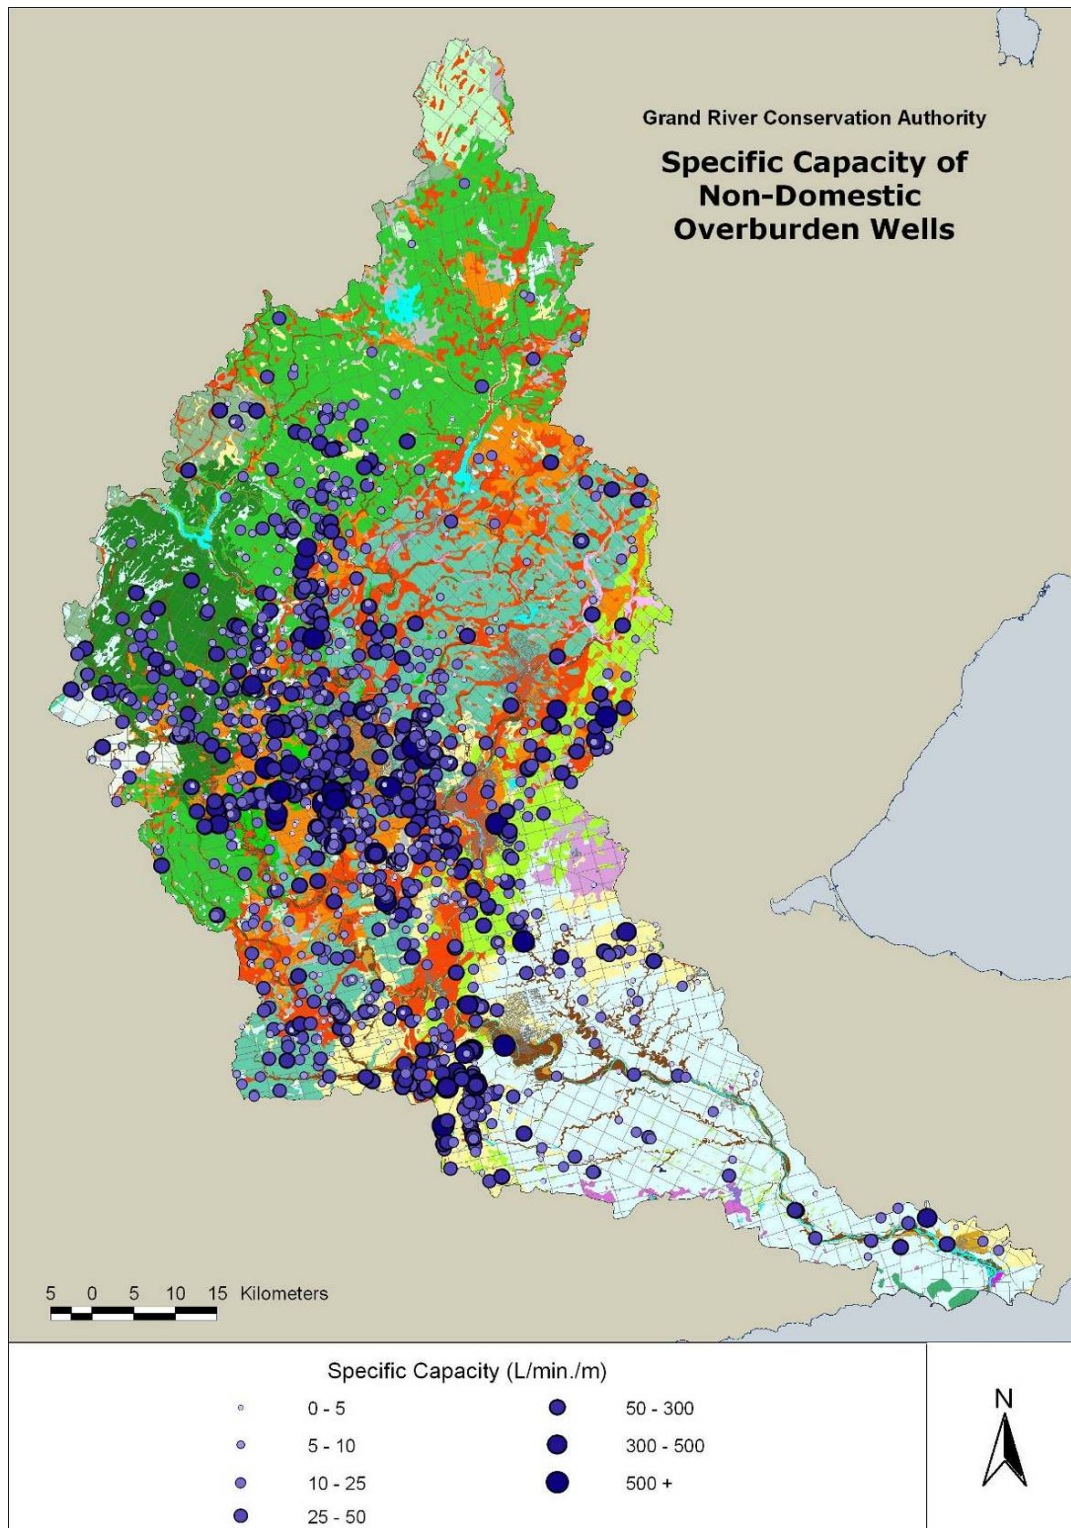 Grand River Conservation Authority
Specific Capacity of
Non-Domestic
Overburden Wells
5 0 5 10 15 Kilometers
Specific Capacity (L/min./m)
0 - 5
5 - 10
10 - 25
25 - 50
50 - 300
300 - 500
500 +
N